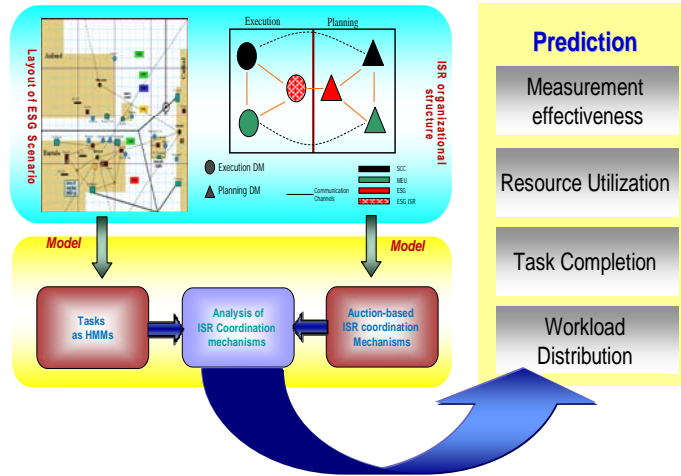 Layout of ESG Scenario
Execution
Planning
ISR organizational
structure
Execution DM
Planning DM
Communication
Channels
SCC
MEU
ESG
ESG ISR
Model
Model
Tasks
as HMMs
Analysis of
ISR Coordination
mechanisms
Auction-based
ISR coordination
Mechanisms
Prediction
Measurement
effectiveness
Resource Utilization
Task Completion
Workload
Distribution